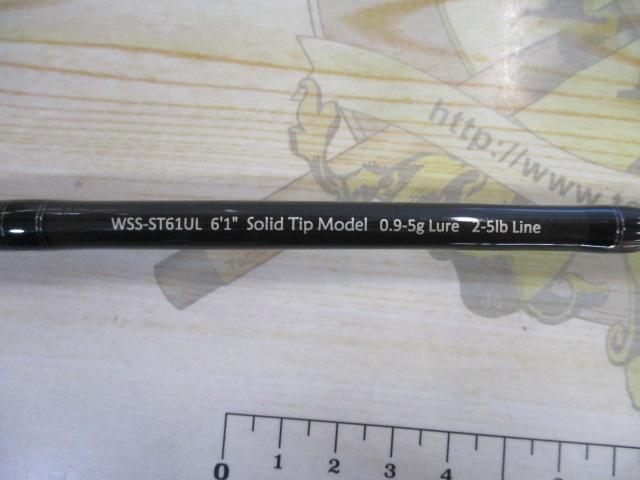 http://www.
WSS-ST61UL 6'1" Solid Tip Model 0.9-5g Lure 2-5lb Line
0 1 2 3 4